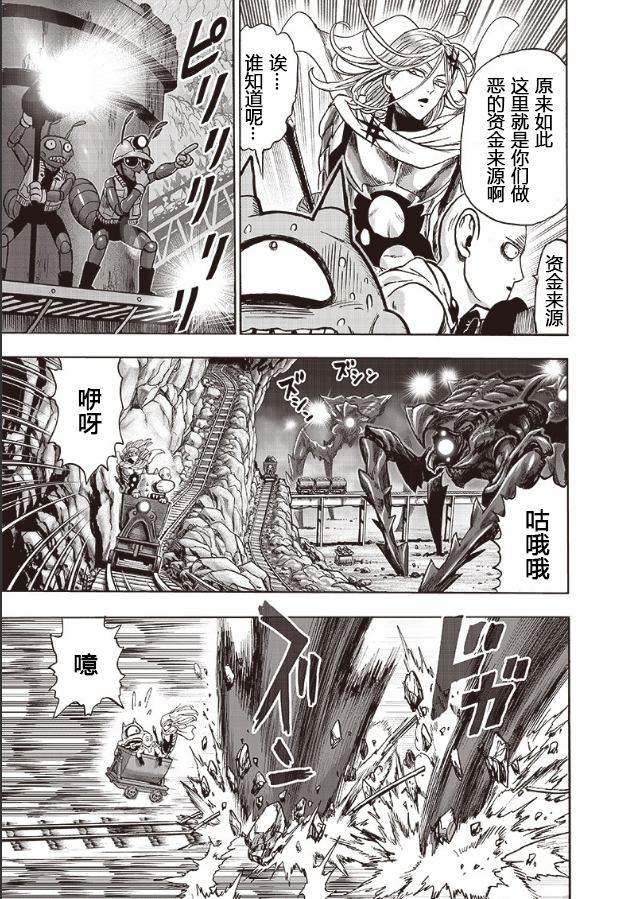 原来如此
这里就是你们做
恶的资金来源啊
资金来源
诶…
谁知道呢…
ピリリリリリリ
ズシン
ズシン
咕哦哦
咿呀
ドガ
ズン
噫